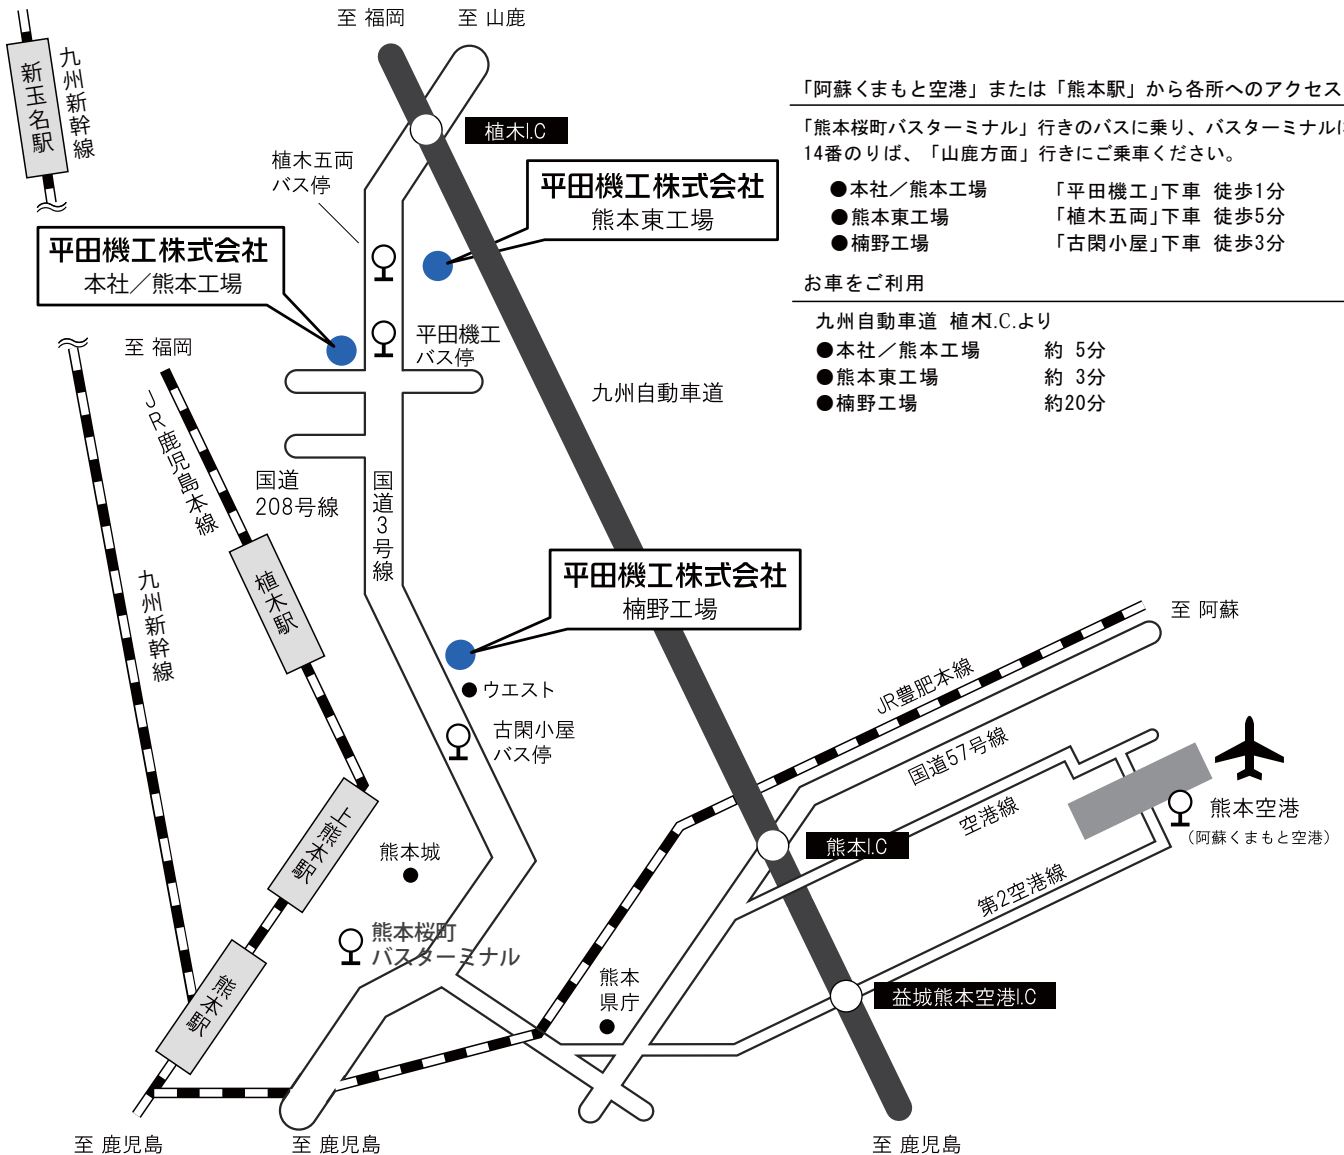 至 福岡
至 山鹿
新玉名駅
九州新幹線
植木I.C
植木五両
バス停
平田機工株式会社
熊本東工場
平田機工株式会社
本社／熊本工場
平田機工
バス停
至 福岡
JR鹿児島本線
九州自動車道
国道
208号線
国道3号線
植木駅
九州新幹線
平田機工株式会社
楠野工場
ウエスト
古閑小屋
バス停
至 阿蘇
JR豊肥本線
国道57号線
空港線
第2空港線
熊本空港
（阿蘇くまもと空港）
熊本I.C
上熊本駅
熊本城
熊本桜町
バスターミナル
熊本駅
熊本
県庁
益城熊本空港I.C
至 鹿児島
至 鹿児島
至 鹿児島
「阿蘇くまもと空港」または「熊本駅」から各所へのアクセス
「熊本桜町バスターミナル」行きのバスに乗り、バスターミナル
14番のりば、「山鹿方面」行きにご乗車ください。
●本社／熊本工場 「平田機工」下車 徒歩1分
●熊本東工場 「植木五両」下車 徒歩5分
●楠野工場 「古閑小屋」下車 徒歩3分
お車をご利用
九州自動車道 植木I.C.より
●本社／熊本工場 約 5分
●熊本東工場 約 3分
●楠野工場 約20分